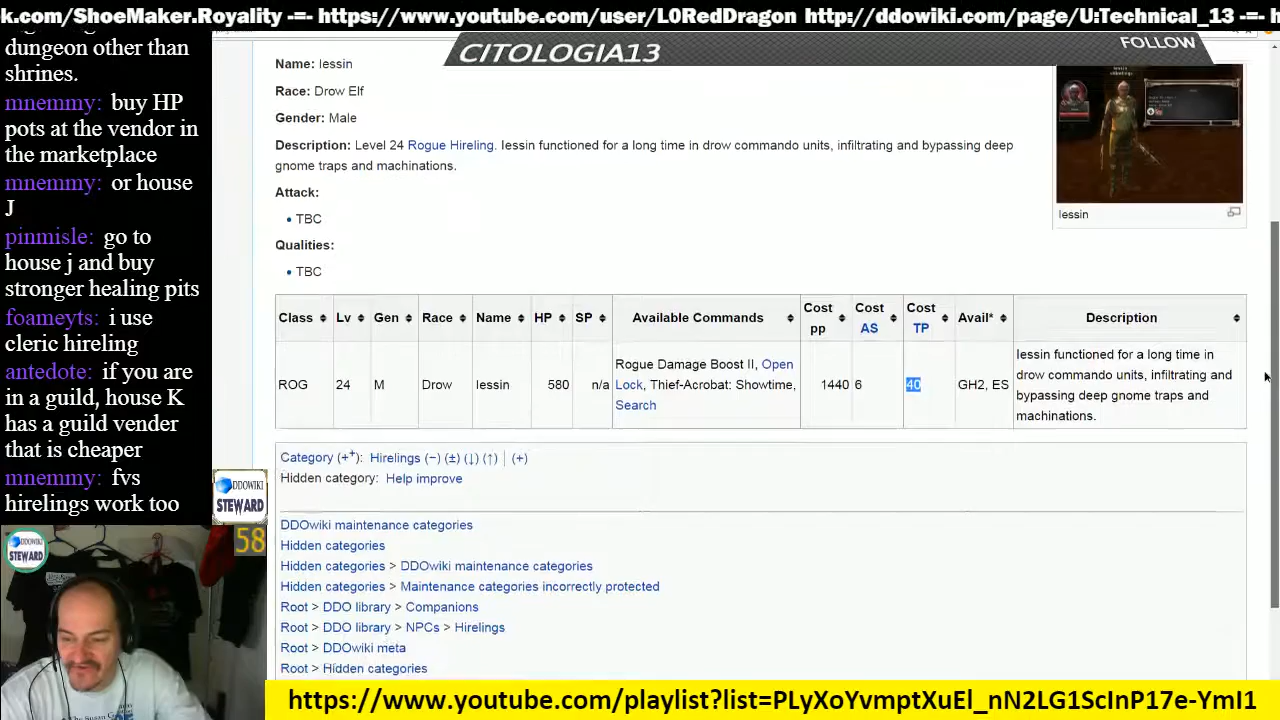 k.com/ShoeMaker.Royality -=- https://www.youtube.com/user/L0RedDragon http://ddowiki.com/page/U:Technical_13 -=-
CITOLOGIA13
FOLLOW
dungeon other than
shrines.
mnemmy: buy HP
pots at the vendor in
the marketplace
mnemmy: or house
J
pinmisle: go to
house j and buy
stronger healing pits
foameyts: i use
cleric hireling
antedote: if you are
in a guild, house K
has a guild vender
that is cheaper
mnemmy: fvs
hirelings work too
Name: Iessin
Race: Drow Elf
Gender: Male
Description: Level 24 Rogue Hireling. Iessin functioned for a long time in drow commando units, infiltrating and bypassing deep
gnome traps and machinations.
Attack:
• TBC
Qualities:
• TBC
Iessin
Class Lv Gen Race Name HP SP Available Commands Cost pp Cost AS Cost TP Avail* Description
ROG 24 M Drow Iessin 580 n/a Rogue Damage Boost II, Open Lock, Thief-Acrobat: Showtime, Search 1440 6 40 GH2, ES Iessin functioned for a long time in drow commando units, infiltrating and bypassing deep gnome traps and machinations.
Category (++): Hirelings (−) (±) (↓) (↑) | (+)
Hidden category: Help improve
DDOwiki maintenance categories
Hidden categories
Hidden categories > DDOwiki maintenance categories
Hidden categories > Maintenance categories incorrectly protected
Root > DDO library > Companions
Root > DDO library > NPCs > Hirelings
Root > DDOwiki meta
Root > Hidden categories
DDOWIKI
STEWARD
58
DDOWIKI
STEWARD
https://www.youtube.com/playlist?list=PLyXoYvmptXuEl_nN2LG1ScInP17e-YmI1